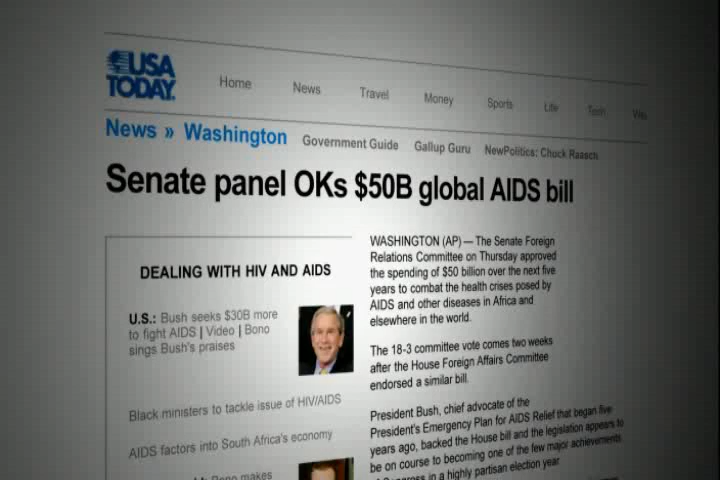 USA
TODAY.
Home News Travel Money Sports Life Tech
News » Washington Government Guide Gallup Guru NewPolitics: Chuck Raasch
Senate panel OKs $50B global AIDS bill
DEALING WITH HIV AND AIDS
U.S.: Bush seeks $30B more
to fight AIDS | Video | Bono
sings Bush's praises
Black ministers to tackle issue of HIV/AIDS
AIDS factors into South Africa's economy
Bono makes
WASHINGTON (AP) — The Senate Foreign
Relations Committee on Thursday approved
the spending of $50 billion over the next five
years to combat the health crises posed by
AIDS and other diseases in Africa and
elsewhere in the world.
The 18-3 committee vote comes two weeks
after the House Foreign Affairs Committee
endorsed a similar bill.
President Bush, chief advocate of the
President's Emergency Plan for AIDS Relief that began five
years ago, backed the House bill and the legislation appears to
be on course to becoming one of the few major achievements
of Congress in a highly partisan election year